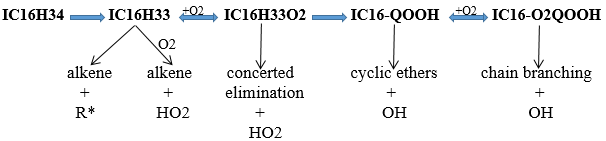 IC16H34 IC16H33 +O2 IC16H33O2 IC16-QOOH +O2 IC16-O2QOOH
O2
alkene alkene concerted cyclic ethers chain branching
+ + elimination + +
R* HO2 + OH OH
HO2